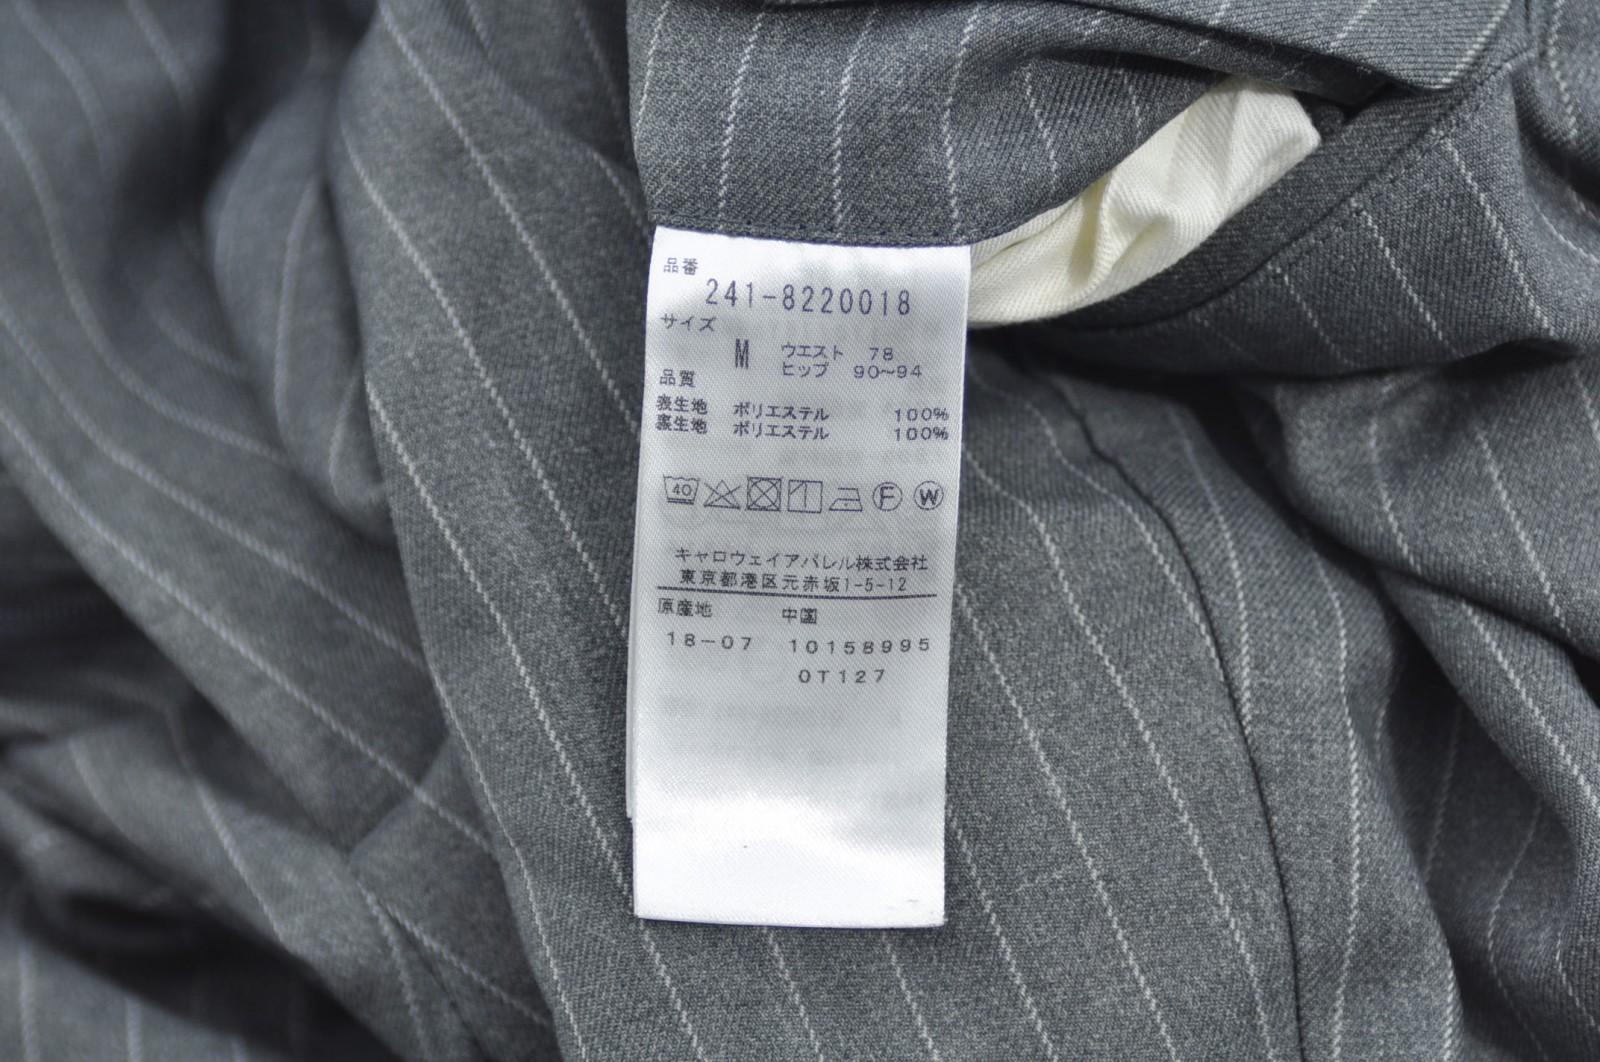 品番
241-8220018
サイズ
M ウエスト 78
ヒップ 90〜94
品質
表生地 ポリエステル 100%
裏生地 ポリエステル 100%
40 F W
キャロウェイアパレル株式会社
東京都港区元赤坂1-5-12
原産地 中国
18-07 10158995
0T127